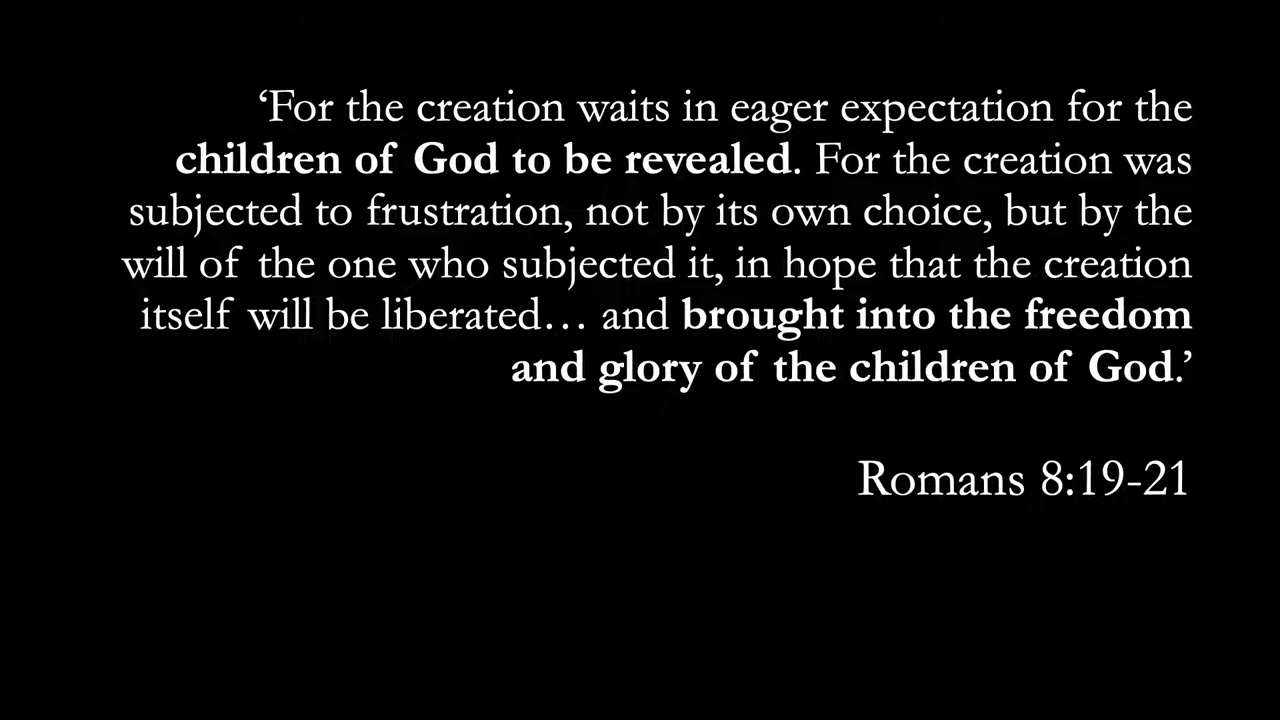 ‘For the creation waits in eager expectation for the
children of God to be revealed. For the creation was
subjected to frustration, not by its own choice, but by the
will of the one who subjected it, in hope that the creation
itself will be liberated… and brought into the freedom
and glory of the children of God.’
Romans 8:19-21